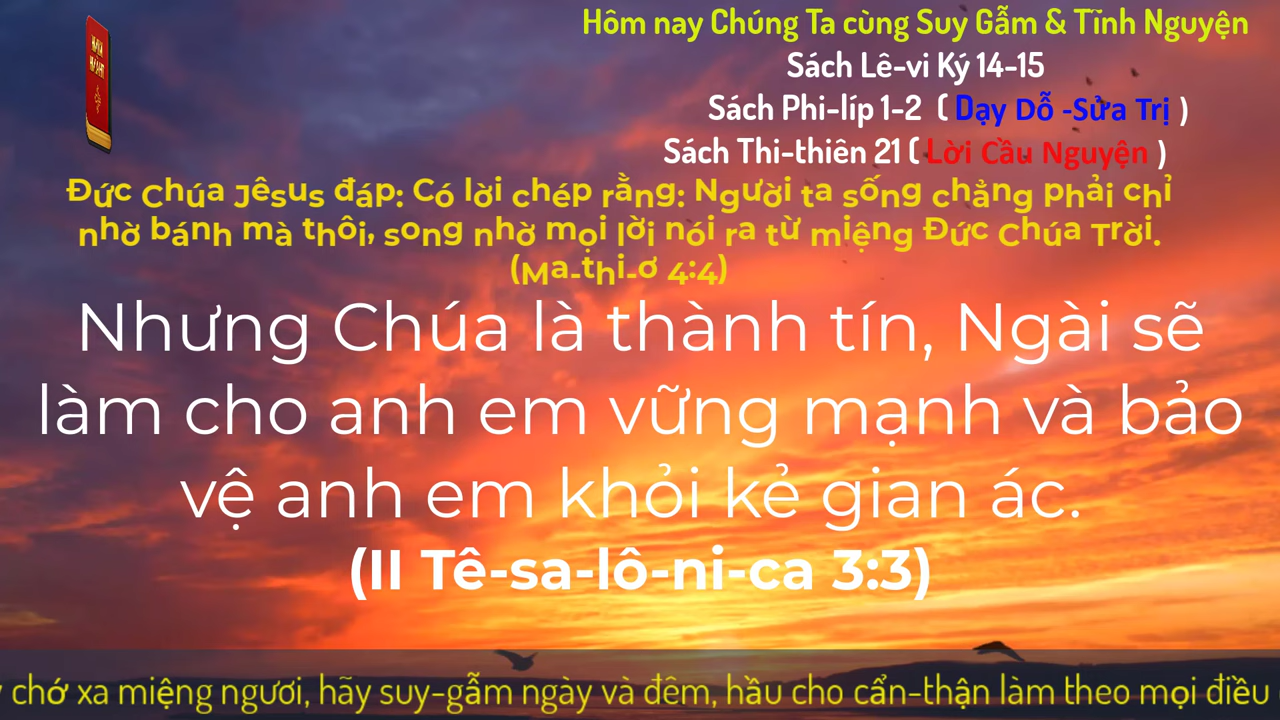 Hôm nay Chúng Ta cùng Suy Gẫm & Tĩnh Nguyện
Sách Lê-vi Ký 14-15
Sách Phi-líp 1-2 ( Dạy Dỗ -Sửa Trị )
Sách Thi-thiên 21 ( Lời Cầu Nguyện )
Đức Chúa Jêsus đáp: Có lời chép rằng: Người ta sống chẳng phải chỉ
nhờ bánh mà thôi, song nhờ mọi lời nói ra từ miệng Đức Chúa Trời.
(Ma-thi-ơ 4:4)
Nhưng Chúa là thành tín, Ngài sẽ
làm cho anh em vững mạnh và bảo
vệ anh em khỏi kẻ gian ác.
(II Tê-sa-lô-ni-ca 3:3)
chớ xa miệng ngươi, hãy suy-gẫm ngày và đêm, hầu cho cẩn-thận làm theo mọi điều